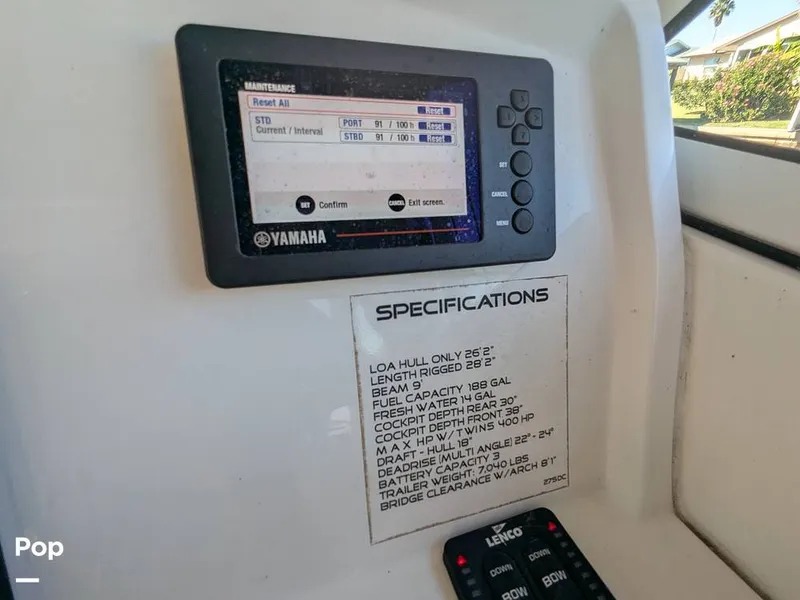 MAINTENANCE
Reset All Reset
STD PORT 91 / 100 h Reset
Current / Interval STBD 91 / 100 h Reset
SET Confirm CANCEL Exit screen.
YAMAHA
SET
CANCEL
MENU
SPECIFICATIONS
LOA HULL ONLY 26'2"
LENGTH RIGGED 28'2"
BEAM 9'
FUEL CAPACITY 188 GAL
FRESH WATER 14 GAL
COCKPIT DEPTH REAR 30"
COCKPIT DEPTH FRONT 38"
MAX HP W/TWINS 400 HP
DRAFT - HULL 18"
DEADRISE (MULTI ANGLE) 22° - 24°
BATTERY CAPACITY 3
TRAILER WEIGHT: 7,040 LBS
BRIDGE CLEARANCE W/ARCH 8'1"
275DC
LENCO
DOWN DOWN
BOW BOW
Pop